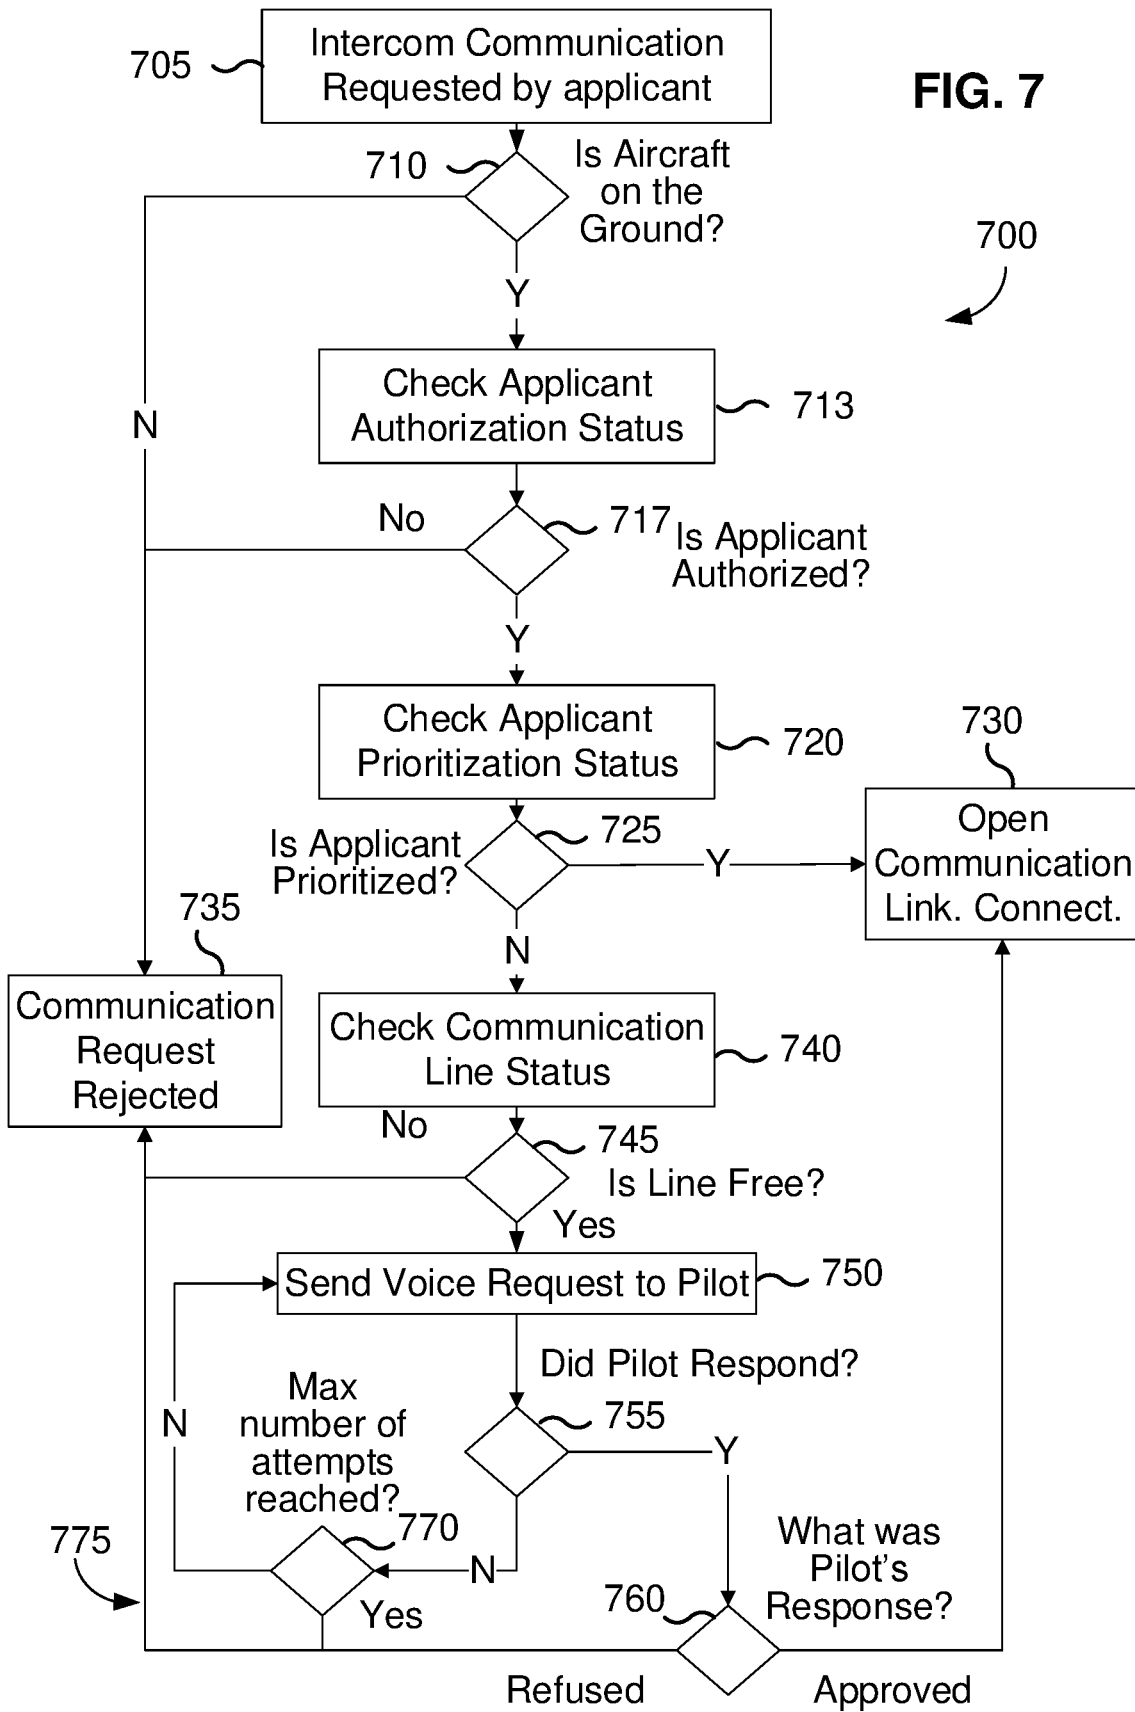 Intercom Communication
Requested by applicant
705
FIG. 7
710
Is Aircraft
on the
Ground?
700
Y
Check Applicant
Authorization Status
713
N
No
717
Is Applicant
Authorized?
Y
Check Applicant
Prioritization Status
720
730
Open
Communication
Link. Connect.
725
Is Applicant
Prioritized?
Y
735
N
Communication
Request
Rejected
Check Communication
Line Status
740
No
745
Is Line Free?
Yes
Send Voice Request to Pilot
750
Did Pilot Respond?
Max
number of
attempts
reached?
N
755
Y
770
775
N
What was
Pilot's
Response?
760
Yes
Refused
Approved